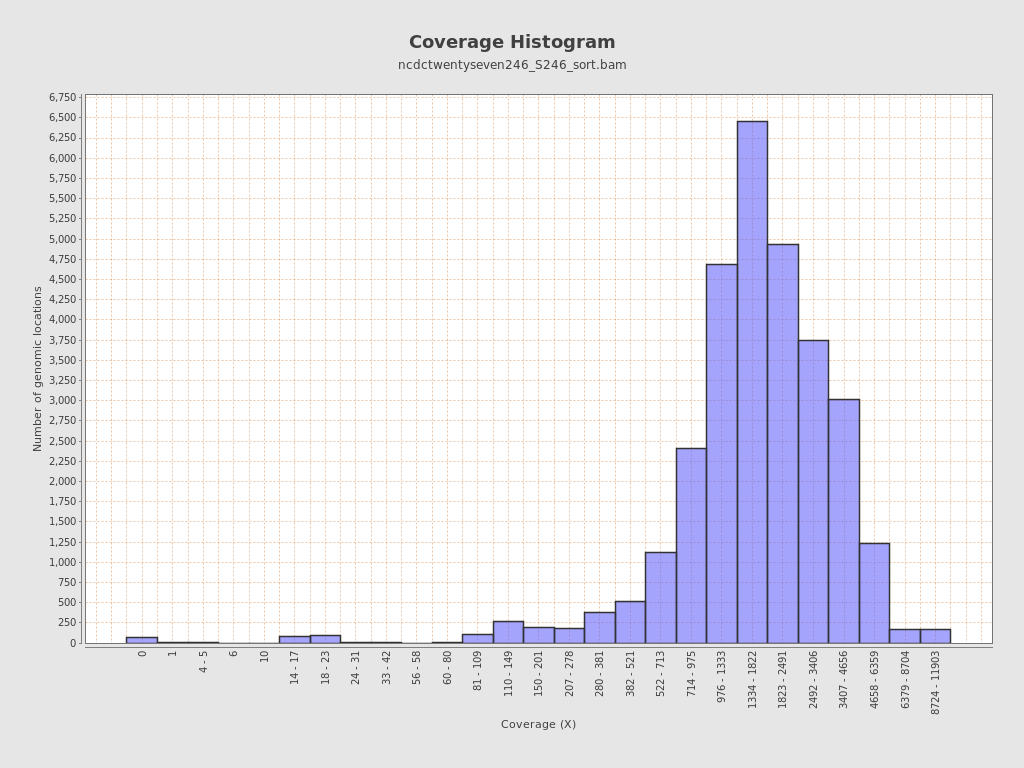 Coverage Histogram
ncdctwentyseven246_S246_sort.bam
6,750
6,500
6,250
6,000
5,750
5,500
5,250
5,000
4,750
4,500
4,250
4,000
3,750
3,500
3,250
3,000
2,750
2,500
2,250
2,000
1,750
1,500
1,250
1,000
750
500
250
0
Number of genomic locations
0
1
4 - 5
6
10
14 - 17
18 - 23
24 - 31
33 - 42
56 - 58
60 - 80
81 - 109
110 - 149
150 - 201
207 - 278
280 - 381
382 - 521
522 - 713
714 - 975
976 - 1333
1334 - 1822
1823 - 2491
2492 - 3406
3407 - 4656
4658 - 6359
6379 - 8704
8724 - 11903
Coverage (X)